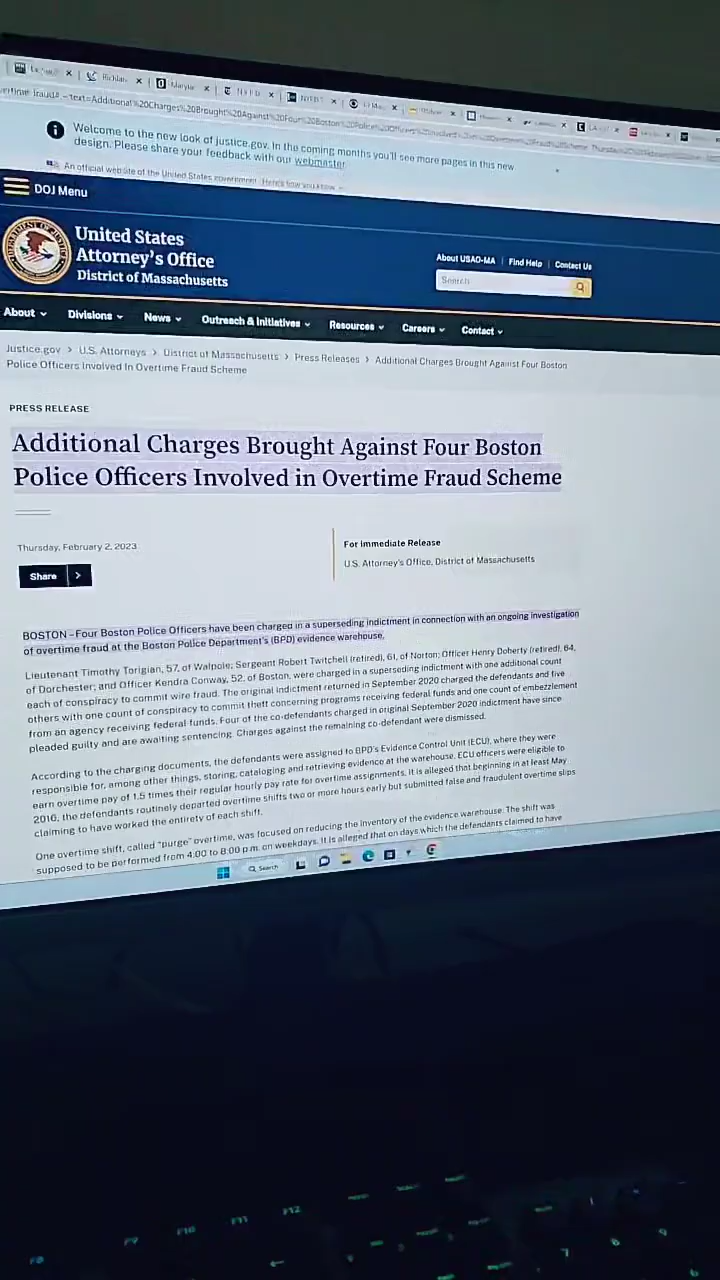 Richlan
Maryla
Welcome to the new look of justice.gov. In the coming months you'll see more pages in this new
design. Please share your feedback with our webmaster.
An official website of the United States government. Here's how you know
DOJ Menu
United States
Attorney's Office
District of Massachusetts
About USAO-MA | Find Help | Contact Us
Search
About Divisions News Outreach & Initiatives Resources Careers Contact
Justice.gov > U.S. Attorneys > District of Massachusetts > Press Releases > Additional Charges Brought Against Four Boston
Police Officers Involved In Overtime Fraud Scheme
PRESS RELEASE
Additional Charges Brought Against Four Boston
Police Officers Involved in Overtime Fraud Scheme
Thursday, February 2, 2023
For Immediate Release
U.S. Attorney's Office, District of Massachusetts
Share >
BOSTON – Four Boston Police Officers have been charged in a superseding indictment in connection with an ongoing investigation
of overtime fraud at the Boston Police Department's (BPD) evidence warehouse.
Lieutenant Timothy Torigian, 57, of Walpole; Sergeant Robert Twitchell (retired), 61, of Norton; Officer Henry Doherty (retired), 64,
of Dorchester; and Officer Kendra Conway, 52, of Boston, were charged in a superseding indictment with one additional count
each of conspiracy to commit wire fraud. The original indictment returned in September 2020 charged the defendants and five
others with one count of conspiracy to commit theft concerning programs receiving federal funds and one count of embezzlement
from an agency receiving federal funds. Four of the co-defendants charged in original September 2020 indictment have since
pleaded guilty and are awaiting sentencing. Charges against the remaining co-defendant were dismissed.
According to the charging documents, the defendants were assigned to BPD's Evidence Control Unit (ECU), where they were
responsible for, among other things, storing, cataloging and retrieving evidence at the warehouse. ECU officers were eligible to
earn overtime pay of 1.5 times their regular hourly pay rate for overtime assignments. It is alleged that beginning in at least May
2016, the defendants routinely departed overtime shifts two or more hours early but submitted false and fraudulent overtime slips
claiming to have worked the entirety of each shift.
One overtime shift, called "purge" overtime, was focused on reducing the inventory of the evidence warehouse. The shift was
supposed to be performed from 4:00 to 8:00 p.m. on weekdays. It is alleged that on days which the defendants claimed to have
Search
F8 F9 F10 F11 F12
7 8 9